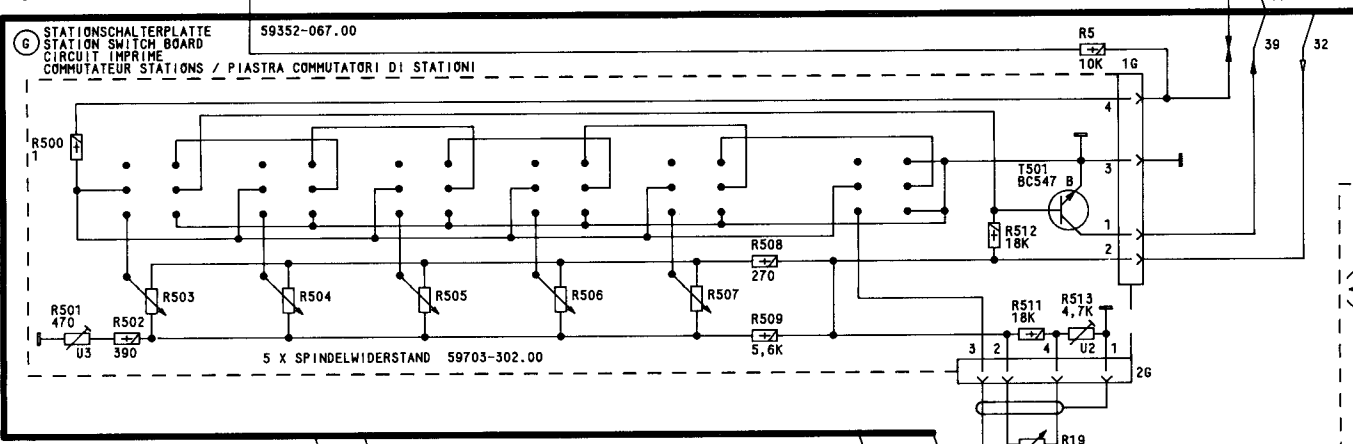 G
STATIONSCHALTERPLATTE 59352-067.00
STATION SWITCH BOARD
CIRCUIT IMPRIME
COMMUTATEUR STATIONS / PIASTRA COMMUTATORI DI STATIONI
R5
10K
39
32
1G
4
R500
1
3
T501
BC547 B
1
R512
18K
2
R508
270
R503
R504
R505
R506
R507
R501
470
U3
R502
390
R509
5,6K
R511
18K
R513
4,7K
U2
5 X SPINDELWIDERSTAND 59703-302.00
3 2 4 1
2G
R19